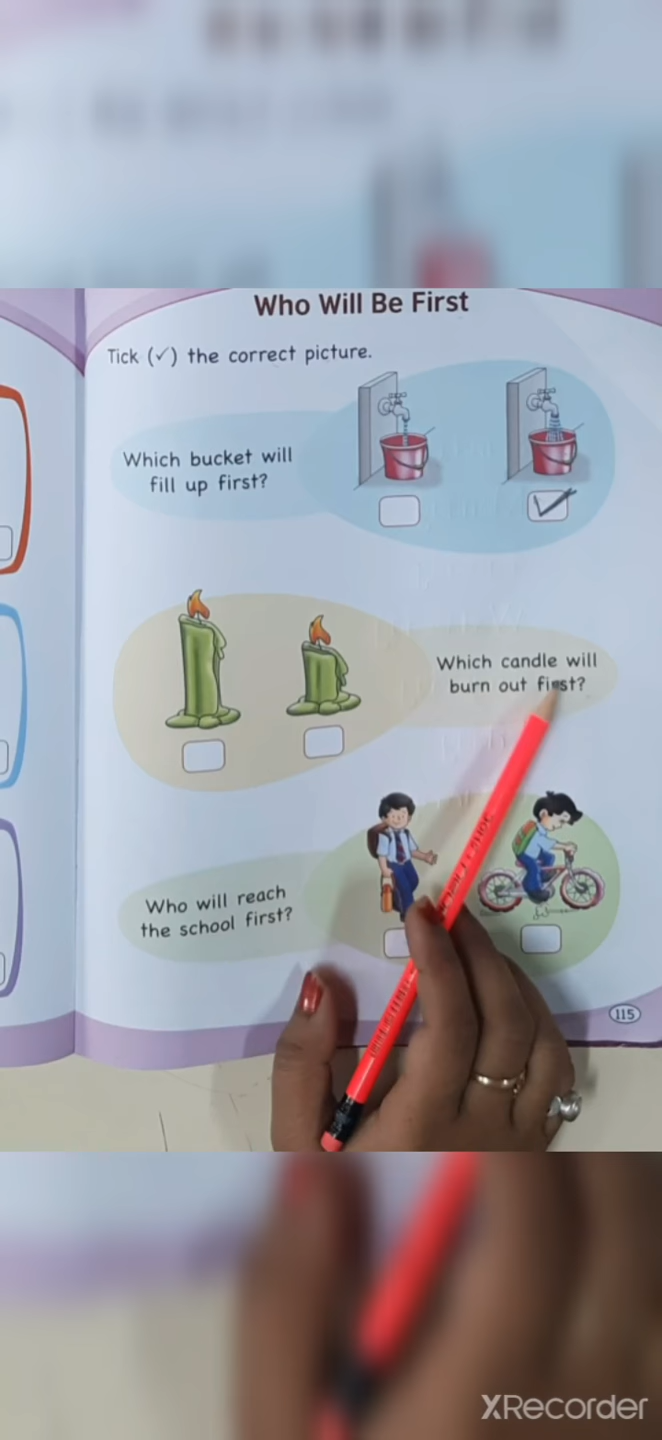 Who Will Be First
Tick (✓) the correct picture.
Which bucket will
fill up first?
Which candle will
burn out first?
Who will reach
the school first?
115
XRecorder